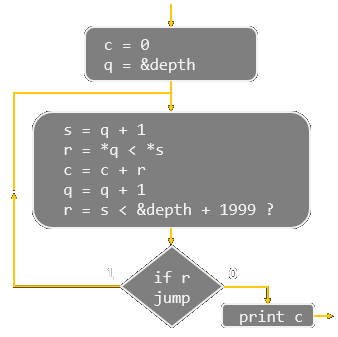 c = 0
q = &depth
s = q + 1
r = *q < *s
c = c + r
q = q + 1
r = s < &depth + 1999 ?
1
0
if r
jump
print c